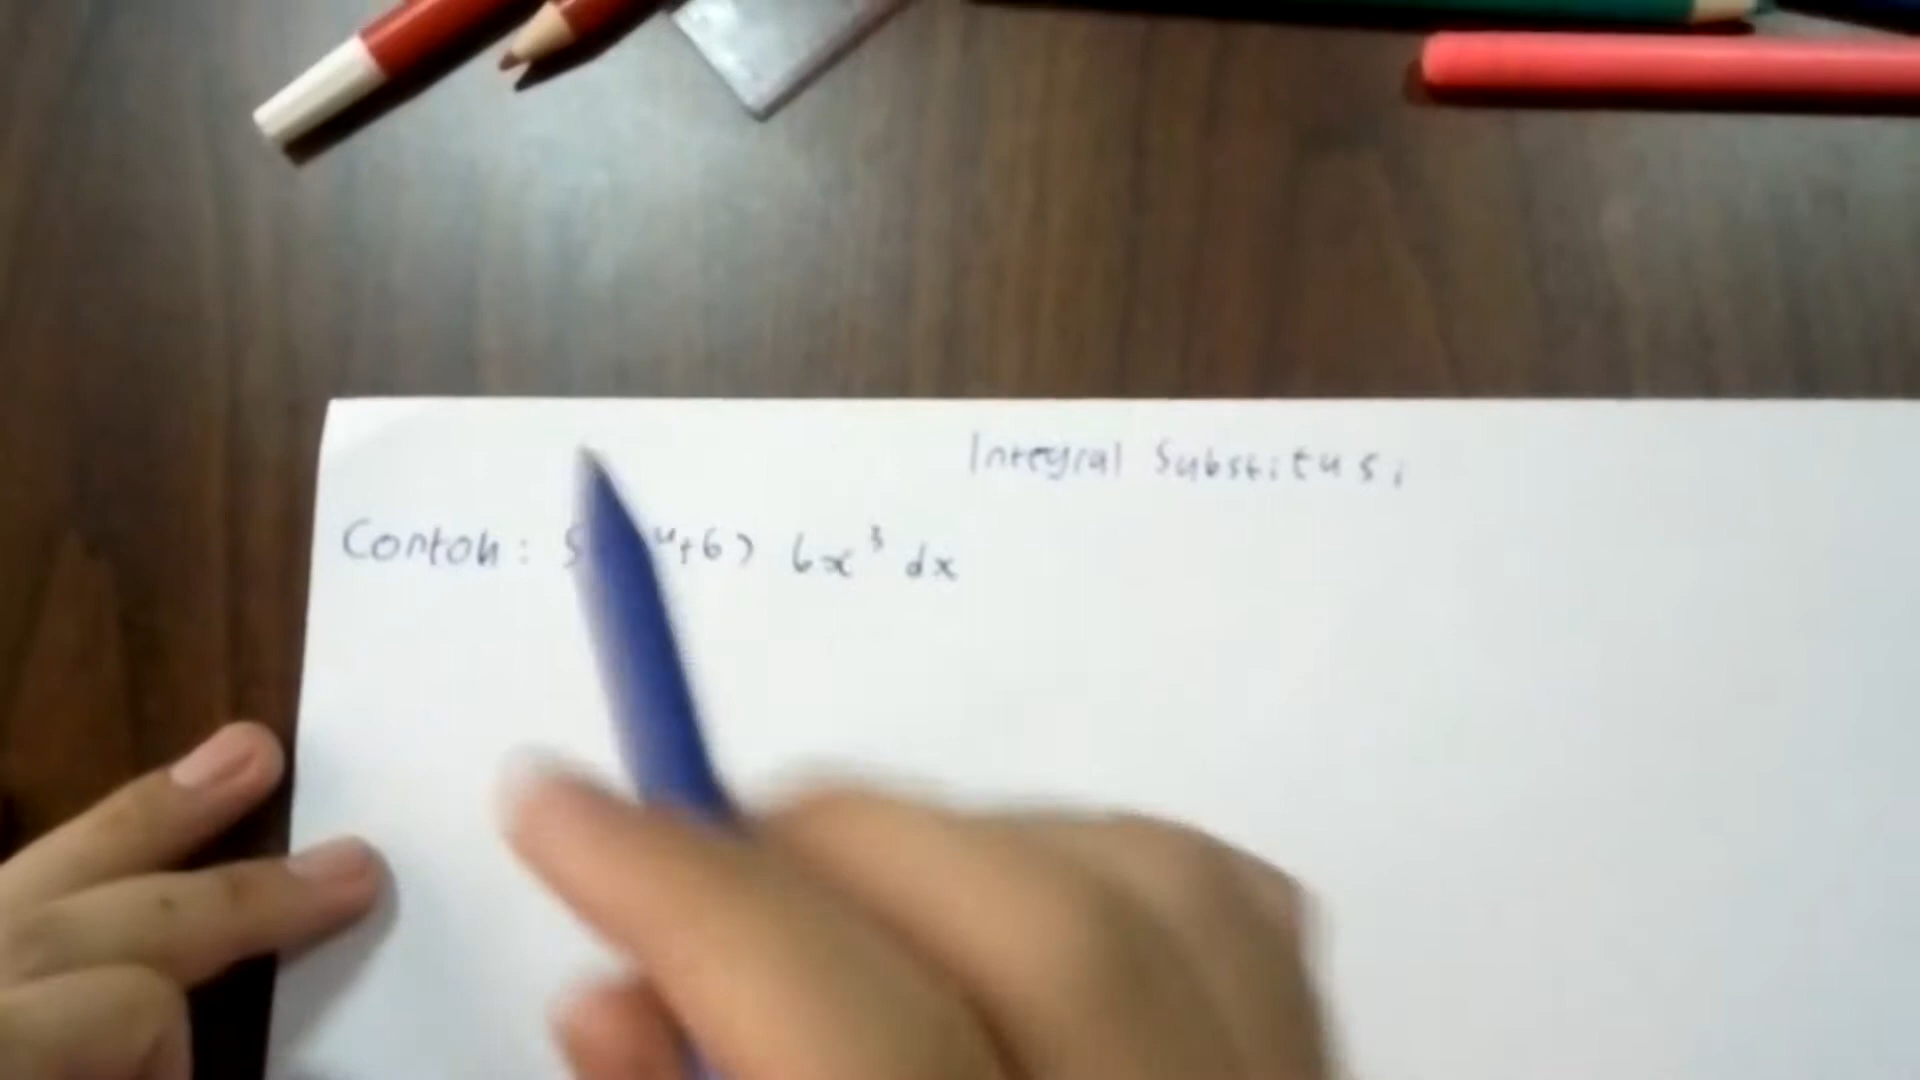 Integral Substitusi
Contoh: ∫ ⁴+6) 6x³ dx